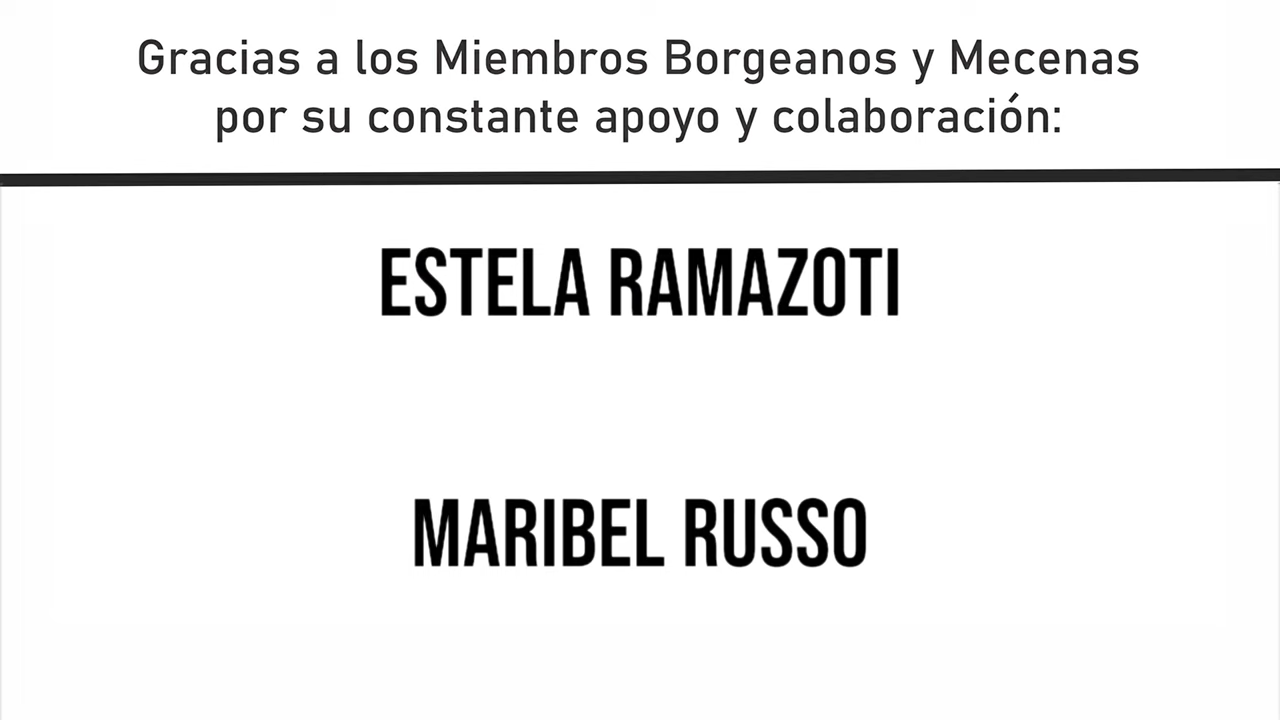 Gracias a los Miembros Borgeanos y Mecenas
por su constante apoyo y colaboración:
ESTELA RAMAZOTI
MARIBEL RUSSO